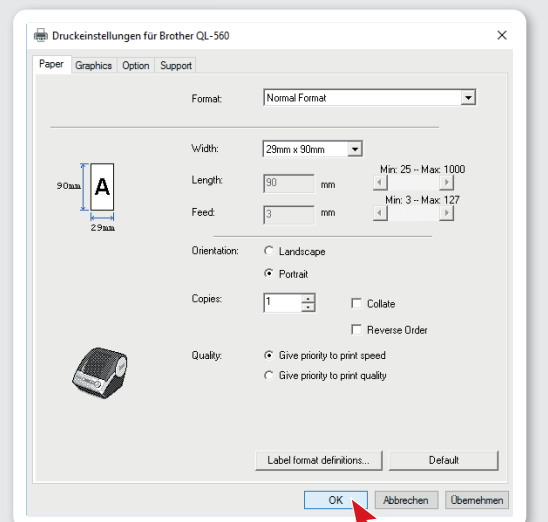 Druckeinstellungen für Brother QL-560
Paper Graphics Option Support
Format: Normal Format
Width: 29mm x 90mm
Min: 25 -- Max: 1000
Length: 90 mm
Min: 3 -- Max: 127
Feed: 3 mm
90mm A
29mm
Orientation: Landscape
Portrait
Copies: 1 Collate
Reverse Order
Quality: Give priority to print speed
Give priority to print quality
Label format definitions... Default
OK Abbrechen Übernehmen